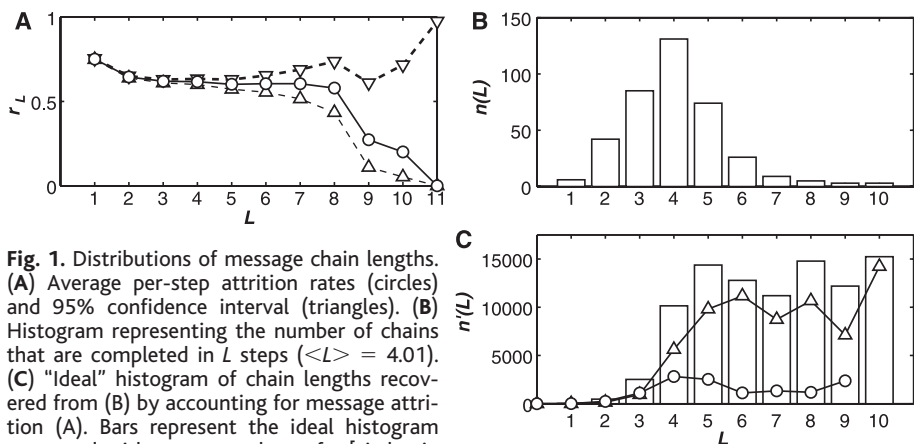 A
1
0.5
0
r_L
1 2 3 4 5 6 7 8 9 10 11
L
B
150
100
50
0
n(L)
1 2 3 4 5 6 7 8 9 10
C
15000
10000
5000
0
n'(L)
1 2 3 4 5 6 7 8 9 10
L
Fig. 1. Distributions of message chain lengths.
(A) Average per-step attrition rates (circles)
and 95% confidence interval (triangles). (B)
Histogram representing the number of chains
that are completed in L steps (<L> = 4.01).
(C) "Ideal" histogram of chain lengths recov-
ered from (B) by accounting for message attri-
tion (A). Bars represent the ideal histogram